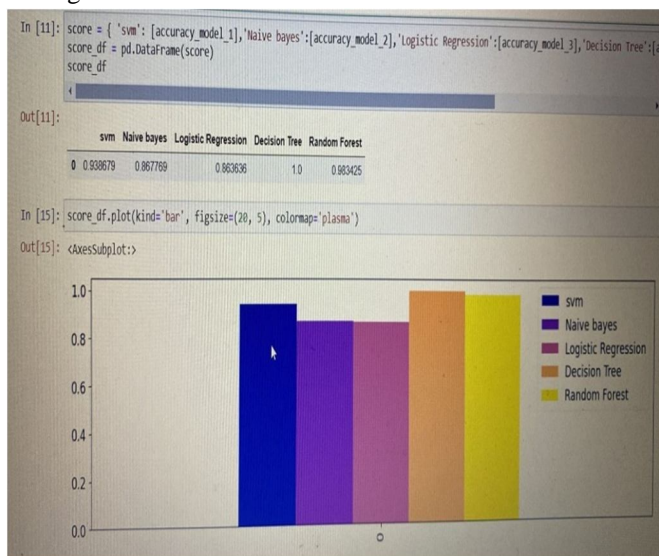 In [11]: score = { 'svm': [accuracy_model_1],'Naive bayes':[accuracy_model_2],'Logistic Regression':[accuracy_model_3],'Decision Tree':[a
score_df = pd.DataFrame(score)
score_df
Out[11]:
svm Naive bayes Logistic Regression Decision Tree Random Forest
0 0.938679 0.867769 0.863636 1.0 0.983425
In [15]: score_df.plot(kind='bar', figsize=(20, 5), colormap='plasma')
Out[15]: <AxesSubplot:>
1.0
0.8
0.6
0.4
0.2
0.0
svm
Naive bayes
Logistic Regression
Decision Tree
Random Forest
0